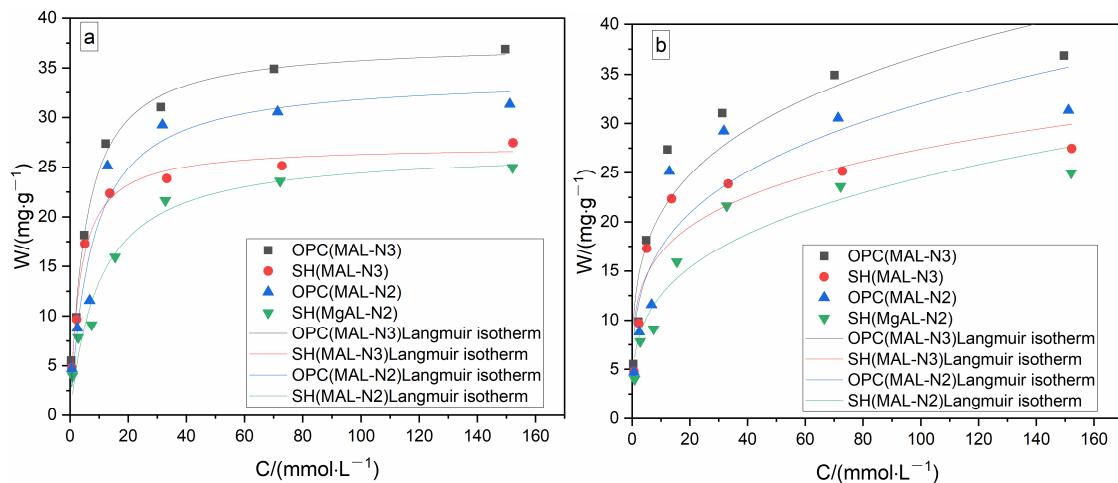 a
W/(mg·g⁻¹)
40
35
30
25
20
15
10
5
0
OPC(MAL-N3)
SH(MAL-N3)
OPC(MAL-N2)
SH(MgAL-N2)
OPC(MAL-N3)Langmuir isotherm
SH(MAL-N3)Langmuir isotherm
OPC(MAL-N2)Langmuir isotherm
SH(MAL-N2)Langmuir isotherm
0 20 40 60 80 100 120 140 160
C/(mmol·L⁻¹)
b
W/(mg·g⁻¹)
40
35
30
25
20
15
10
5
0
OPC(MAL-N3)
SH(MAL-N3)
OPC(MAL-N2)
SH(MgAL-N2)
OPC(MAL-N3)Langmuir isotherm
SH(MAL-N3)Langmuir isotherm
OPC(MAL-N2)Langmuir isotherm
SH(MAL-N2)Langmuir isotherm
0 20 40 60 80 100 120 140 160
C/(mmol·L⁻¹)